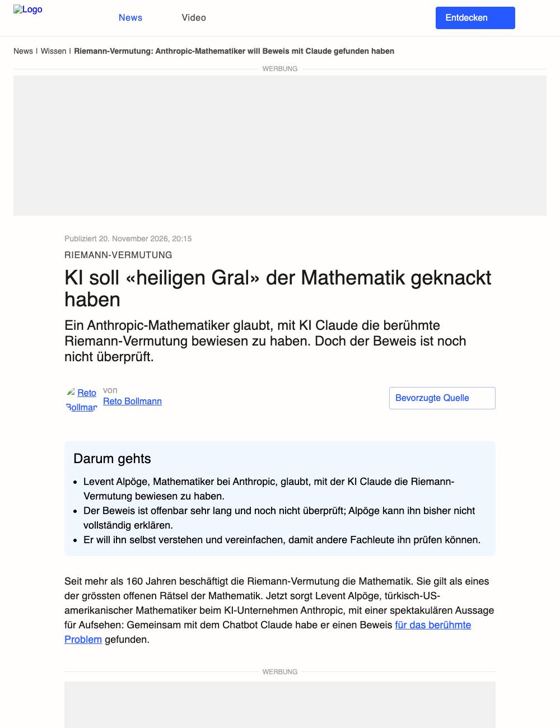 Logo
News
Video
Entdecken
News | Wissen | Riemann-Vermutung: Anthropic-Mathematiker will Beweis mit Claude gefunden haben
WERBUNG
Publiziert 20. November 2026, 20:15
RIEMANN-VERMUTUNG
KI soll «heiligen Gral» der Mathematik geknackt
haben
Ein Anthropic-Mathematiker glaubt, mit KI Claude die berühmte
Riemann-Vermutung bewiesen zu haben. Doch der Beweis ist noch
nicht überprüft.
Reto
Bollmann
von
Reto Bollmann
Bevorzugte Quelle
Darum gehts
• Levent Alpöge, Mathematiker bei Anthropic, glaubt, mit der KI Claude die Riemann-
Vermutung bewiesen zu haben.
• Der Beweis ist offenbar sehr lang und noch nicht überprüft; Alpöge kann ihn bisher nicht
vollständig erklären.
• Er will ihn selbst verstehen und vereinfachen, damit andere Fachleute ihn prüfen können.
Seit mehr als 160 Jahren beschäftigt die Riemann-Vermutung die Mathematik. Sie gilt als eines
der grössten offenen Rätsel der Mathematik. Jetzt sorgt Levent Alpöge, türkisch-US-
amerikanischer Mathematiker beim KI-Unternehmen Anthropic, mit einer spektakulären Aussage
für Aufsehen: Gemeinsam mit dem Chatbot Claude habe er einen Beweis für das berühmte
Problem gefunden.
WERBUNG